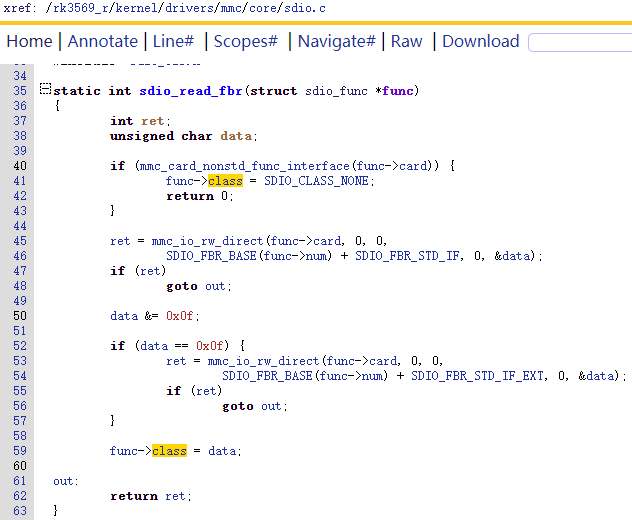 xref: /rk3569_r/kernel/drivers/mmc/core/sdio.c
Home | Annotate | Line# | Scopes# | Navigate# | Raw | Download
34
35 static int sdio_read_fbr(struct sdio_func *func)
36 {
37 int ret;
38 unsigned char data;
39
40 if (mmc_card_nonstd_func_interface(func->card)) {
41 func->class = SDIO_CLASS_NONE;
42 return 0;
43 }
44
45 ret = mmc_io_rw_direct(func->card, 0, 0,
46 SDIO_FBR_BASE(func->num) + SDIO_FBR_STD_IF, 0, &data);
47 if (ret)
48 goto out;
49
50 data &= 0x0f;
51
52 if (data == 0x0f) {
53 ret = mmc_io_rw_direct(func->card, 0, 0,
54 SDIO_FBR_BASE(func->num) + SDIO_FBR_STD_IF_EXT, 0, &data);
55 if (ret)
56 goto out;
57 }
58
59 func->class = data;
60
61 out:
62 return ret;
63 }